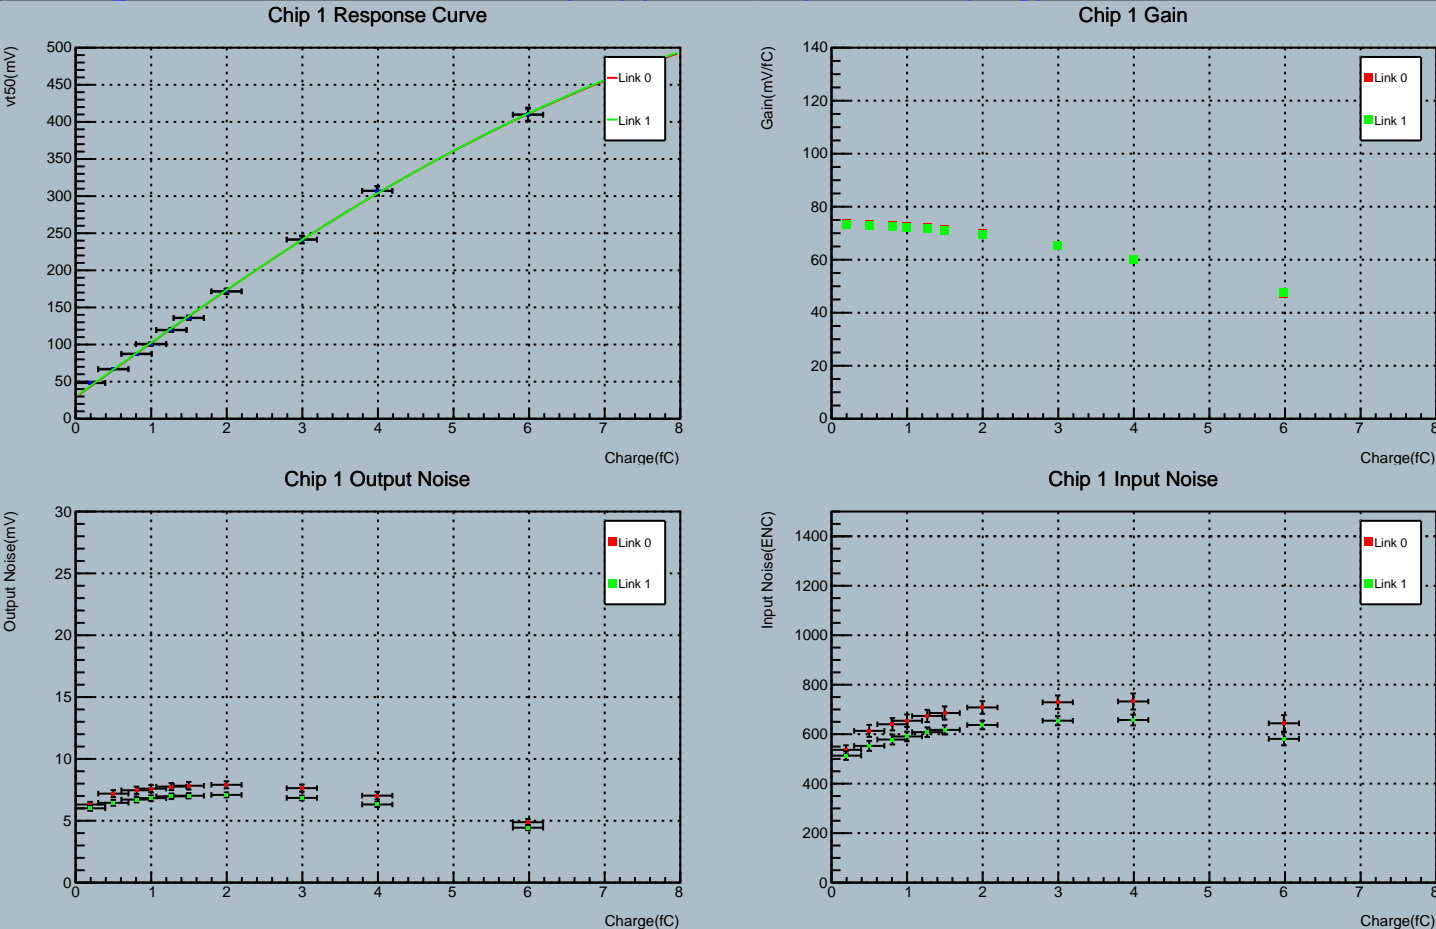 Chip 1 Response Curve
vt50(mV)
500
450
400
350
300
250
200
150
100
50
0
0 1 2 3 4 5 6 7 8
Charge(fC)
Link 0
Link 1
Chip 1 Gain
Gain(mV/fC)
140
120
100
80
60
40
20
0
0 1 2 3 4 5 6 7 8
Charge(fC)
Link 0
Link 1
Chip 1 Output Noise
Output Noise(mV)
30
25
20
15
10
5
0
0 1 2 3 4 5 6 7 8
Charge(fC)
Link 0
Link 1
Chip 1 Input Noise
Input Noise(ENC)
1400
1200
1000
800
600
400
200
0
0 1 2 3 4 5 6 7 8
Charge(fC)
Link 0
Link 1